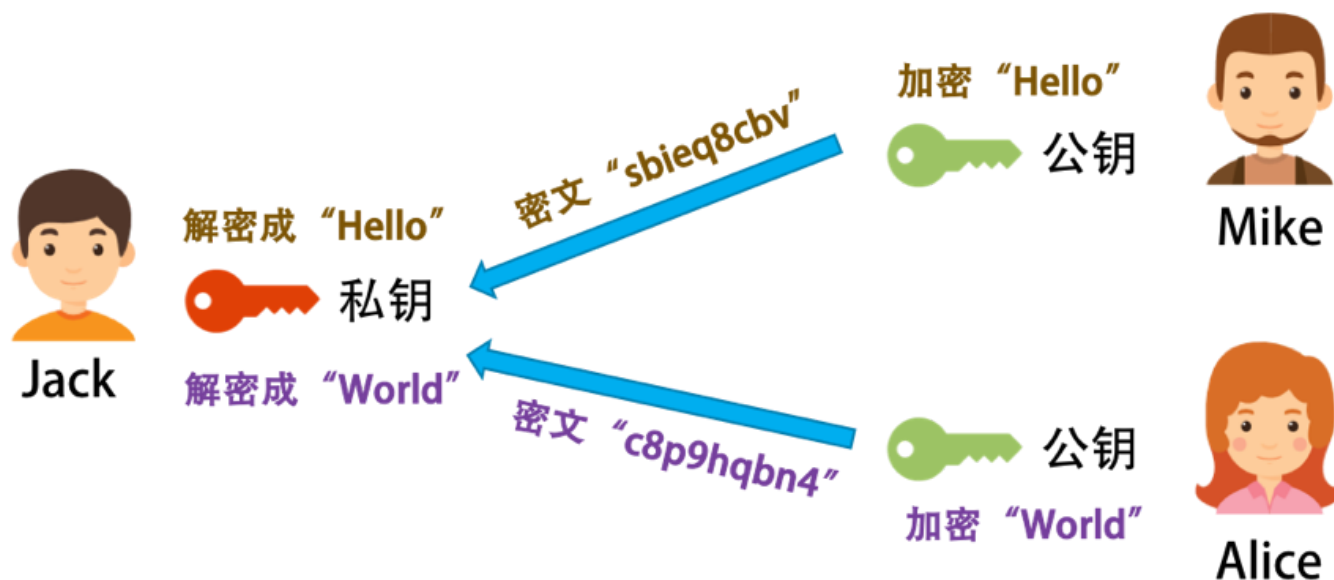 加密“Hello”
公钥
Mike
密文“sbieq8cbv”
解密成“Hello”
私钥
解密成“World”
Jack
密文“c8p9hqbn4”
公钥
加密“World”
Alice